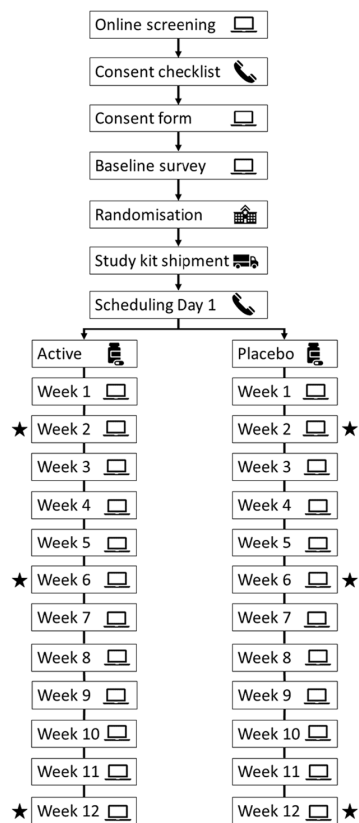 Online screening
Consent checklist
Consent form
Baseline survey
Randomisation
Study kit shipment
Scheduling Day 1
Active
Placebo
Week 1
Week 1
Week 2
Week 2
Week 3
Week 3
Week 4
Week 4
Week 5
Week 5
Week 6
Week 6
Week 7
Week 7
Week 8
Week 8
Week 9
Week 9
Week 10
Week 10
Week 11
Week 11
Week 12
Week 12